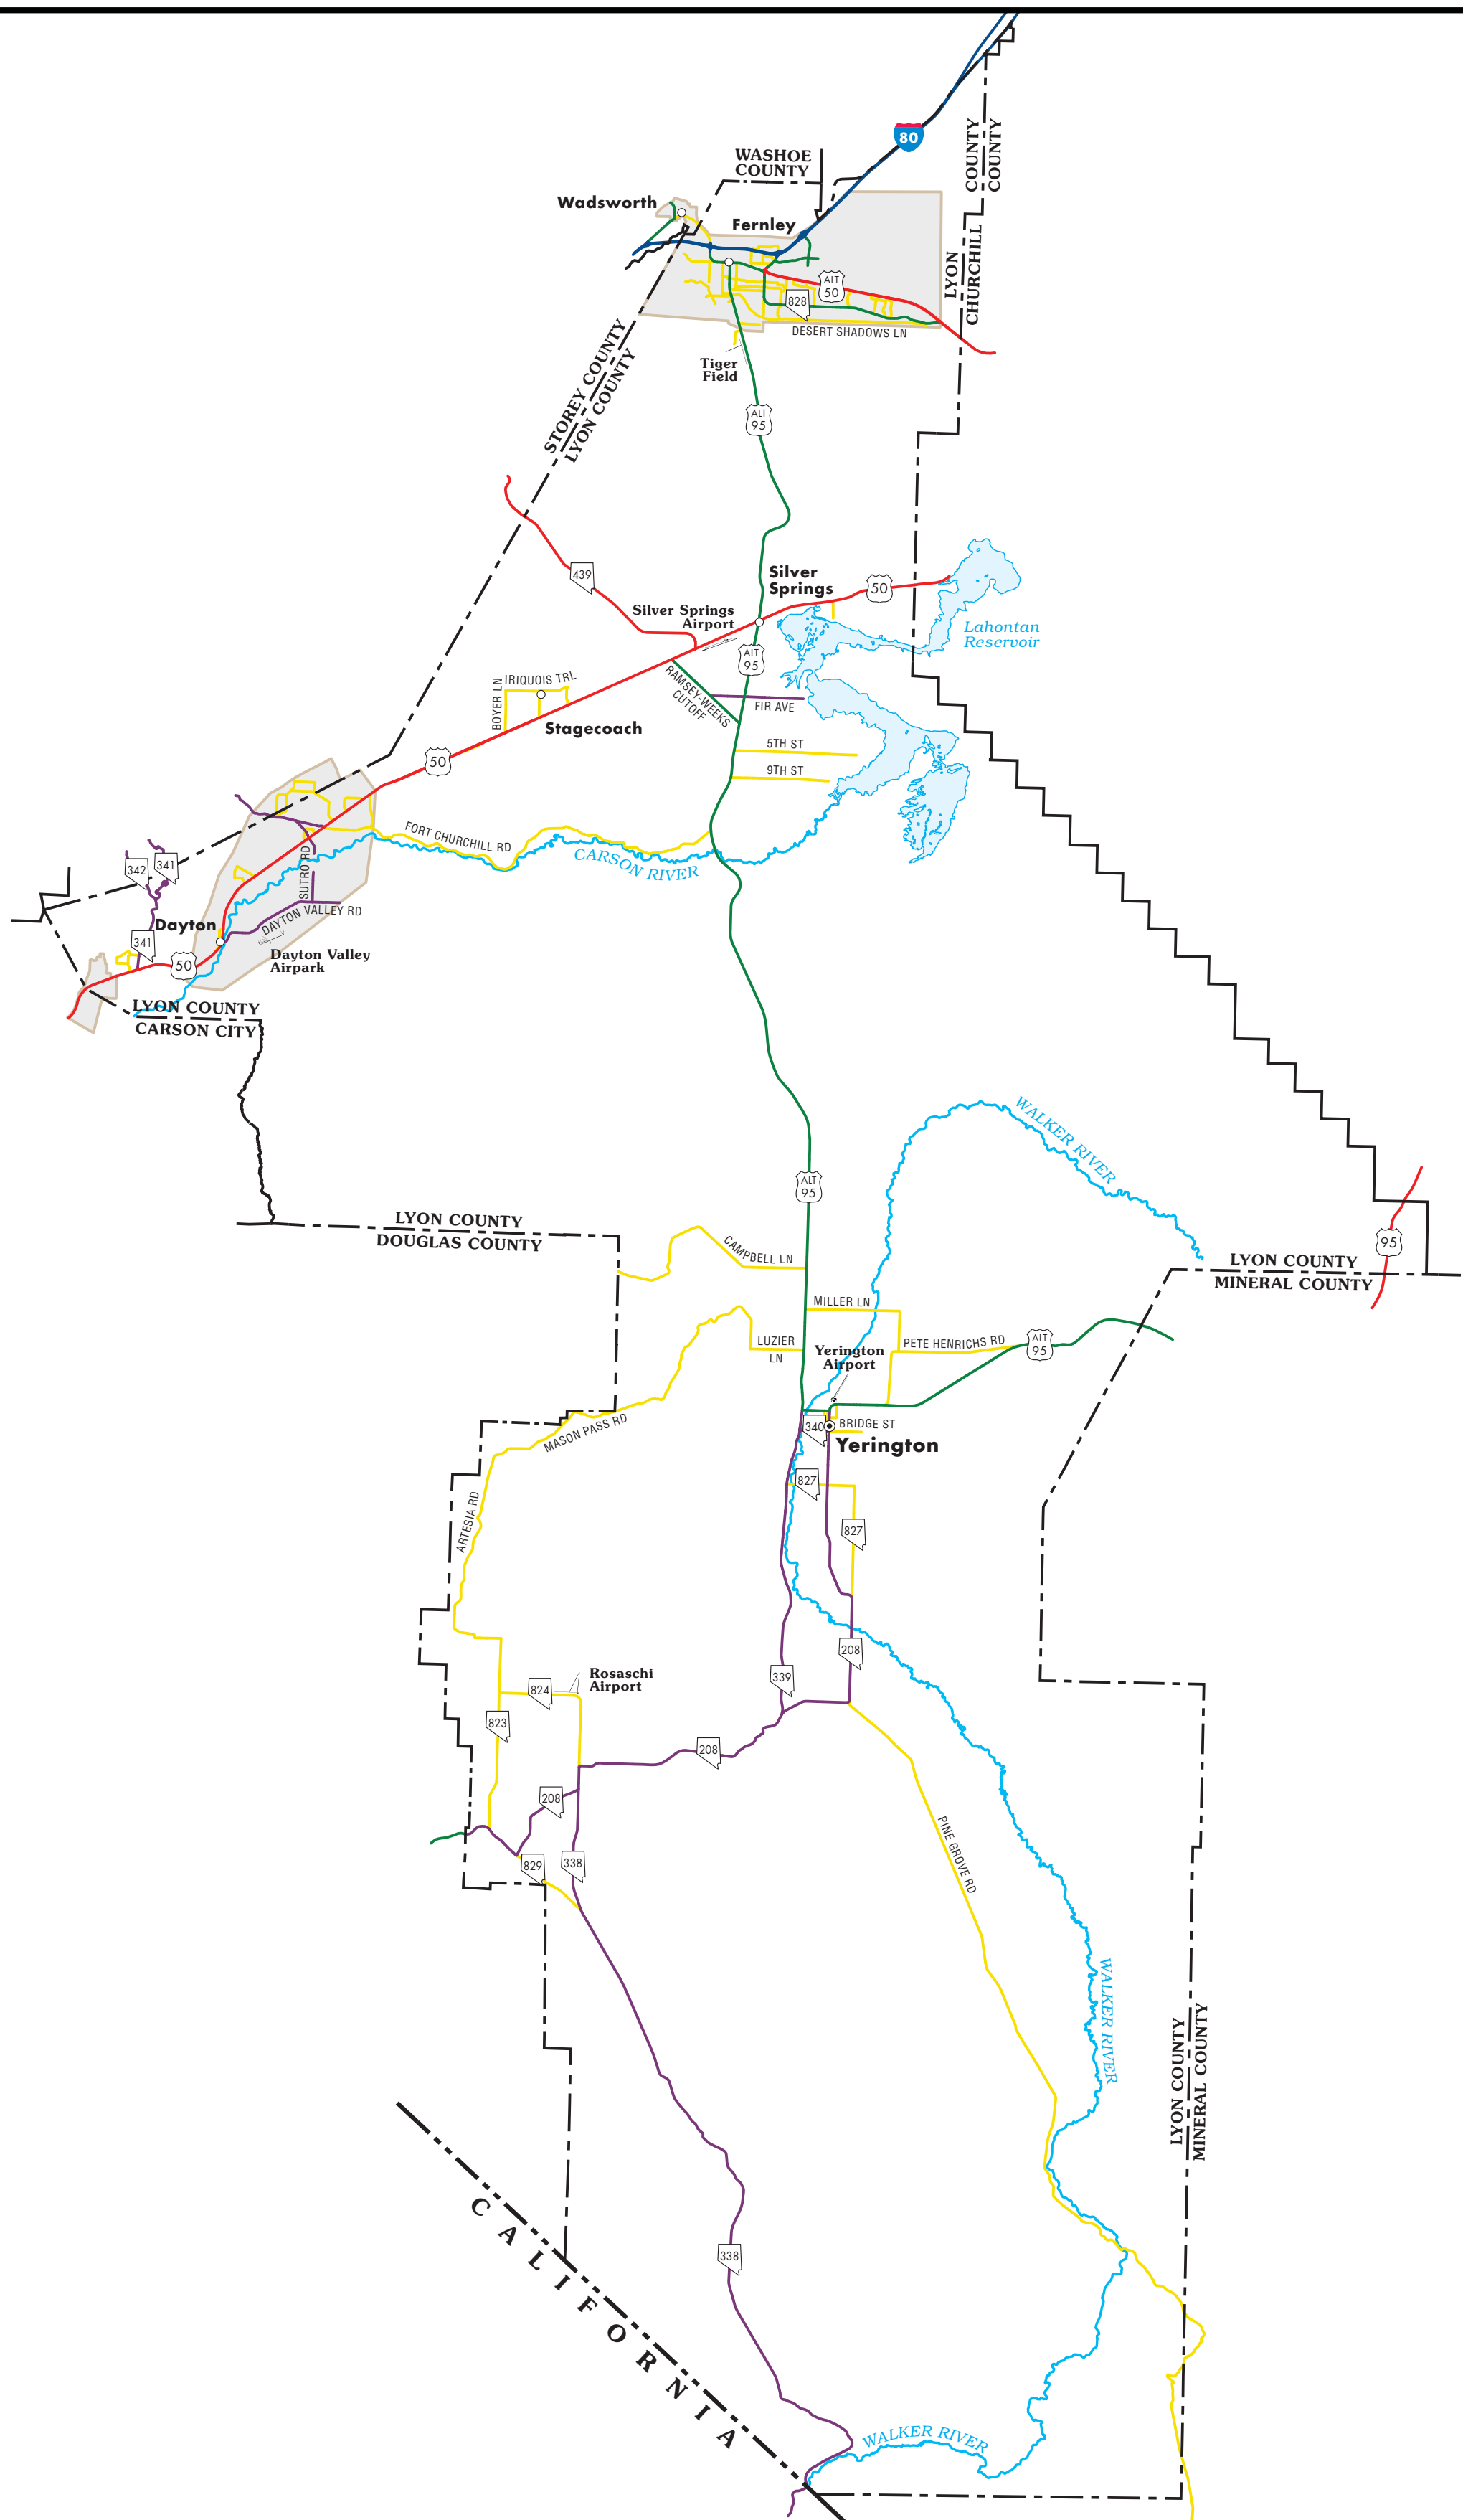 80
COUNTY
COUNTY
WASHOE
COUNTY
Wadsworth
Fernley
LYON
CHURCHILL
ALT
50
828
DESERT SHADOWS LN
Tiger
Field
STOREY COUNTY
LYON COUNTY
ALT
95
439
Silver
Springs
50
Silver Springs
Airport
Lahontan
Reservoir
ALT
95
IRIQUOIS TRL
BOYER LN
RAMSEY-WEEKS
CUTOFF
FIR AVE
Stagecoach
5TH ST
50
9TH ST
FORT CHURCHILL RD
CARSON RIVER
342
341
SUTRO RD
DAYTON VALLEY RD
Dayton
341
50
Dayton Valley
Airpark
LYON COUNTY
CARSON CITY
WALKER RIVER
ALT
95
LYON COUNTY
DOUGLAS COUNTY
CAMPBELL LN
95
LYON COUNTY
MINERAL COUNTY
MILLER LN
LUZIER
LN
PETE HENRICHS RD
ALT
95
Yerington
Airport
MASON PASS RD
340
BRIDGE ST
Yerington
827
ARTESIA RD
827
208
339
Rosaschi
Airport
824
823
208
208
829
338
PINE GROVE RD
WALKER RIVER
LYON COUNTY
MINERAL COUNTY
CALIFORNIA
338
WALKER RIVER